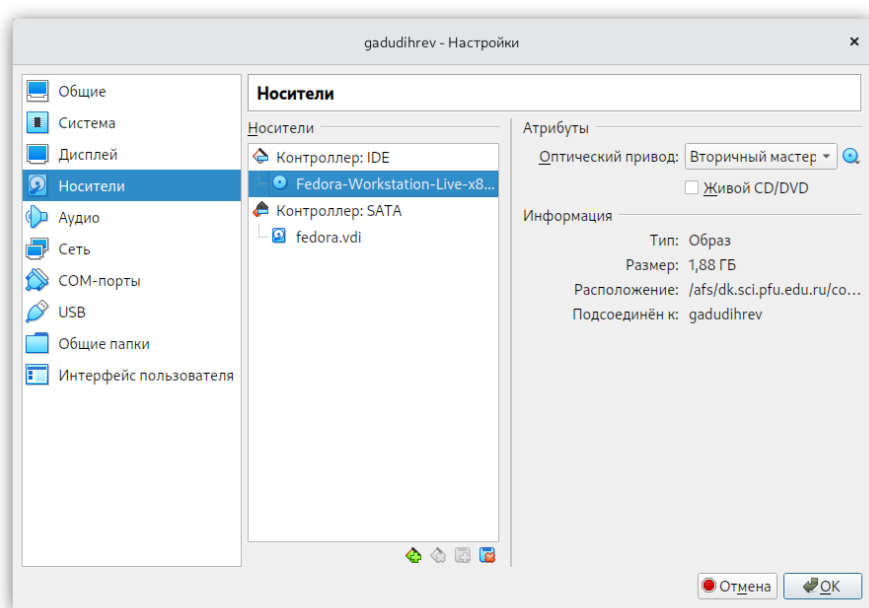 gadudihrev - Настройки
Общие
Система
Дисплей
Носители
Аудио
Сеть
COM-порты
USB
Общие папки
Интерфейс пользователя
Носители
Носители
Контроллер: IDE
Fedora-Workstation-Live-x8...
Контроллер: SATA
fedora.vdi
Атрибуты
Оптический привод: Вторичный мастер
Живой CD/DVD
Информация
Тип: Образ
Размер: 1,88 ГБ
Расположение: /afs/dk.sci.pfu.edu.ru/co...
Подсоединён к: gadudihrev
Отмена
OK